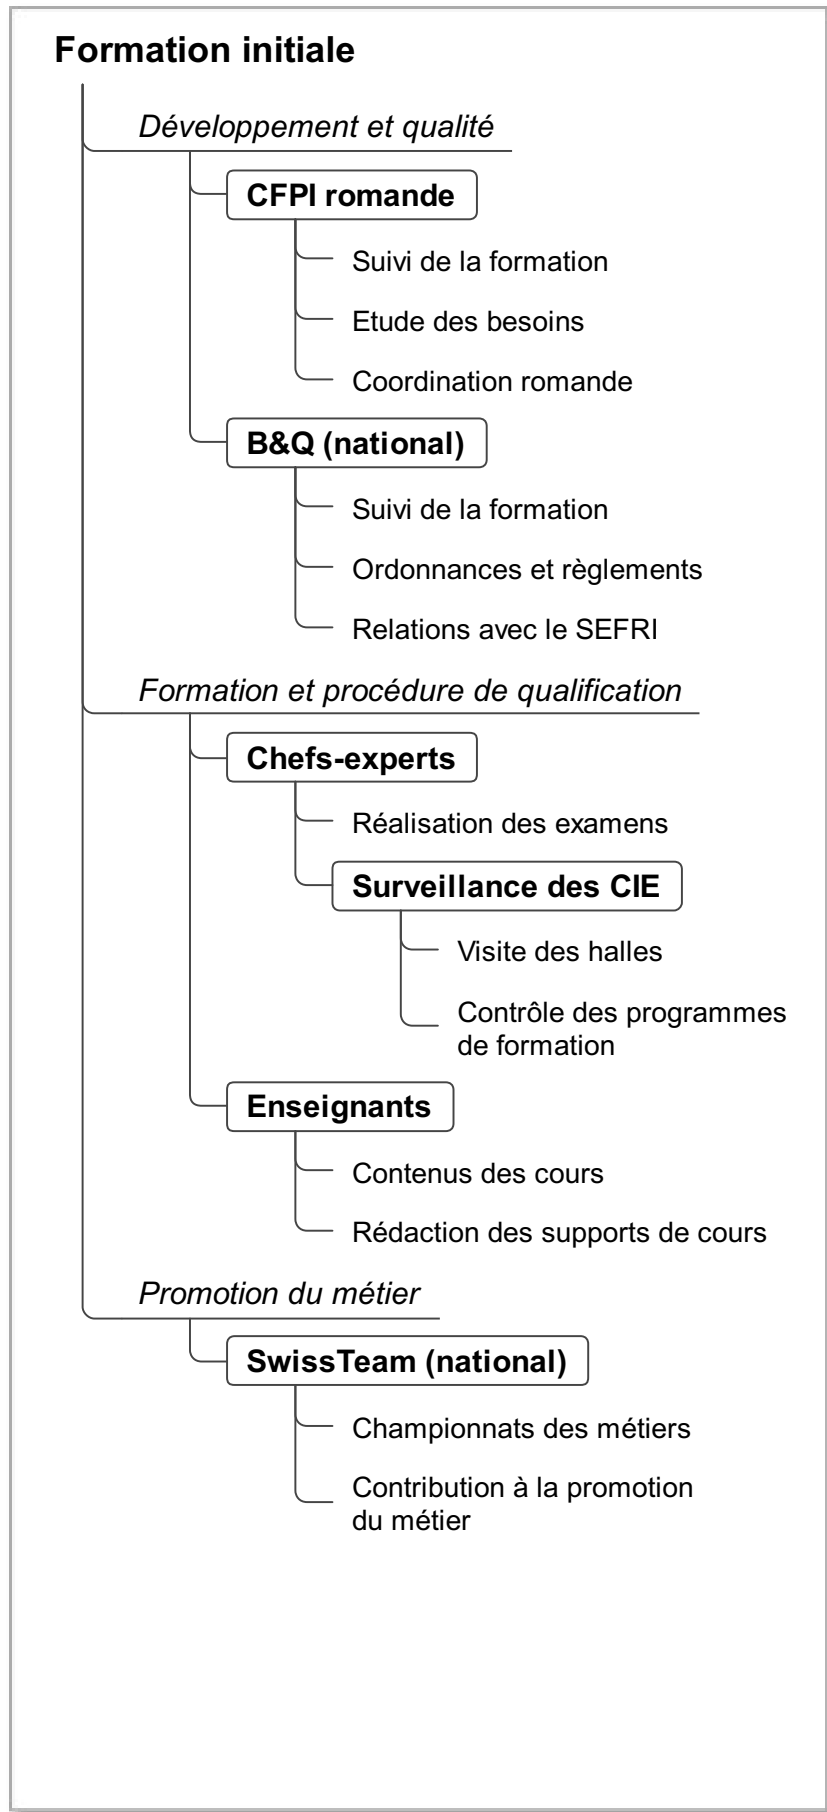 Formation initiale
Développement et qualité
CFPI romande
Suivi de la formation
Etude des besoins
Coordination romande
B&Q (national)
Suivi de la formation
Ordonnances et règlements
Relations avec le SEFRI
Formation et procédure de qualification
Chefs-experts
Réalisation des examens
Surveillance des CIE
Visite des halles
Contrôle des programmes
de formation
Enseignants
Contenus des cours
Rédaction des supports de cours
Promotion du métier
SwissTeam (national)
Championnats des métiers
Contribution à la promotion
du métier